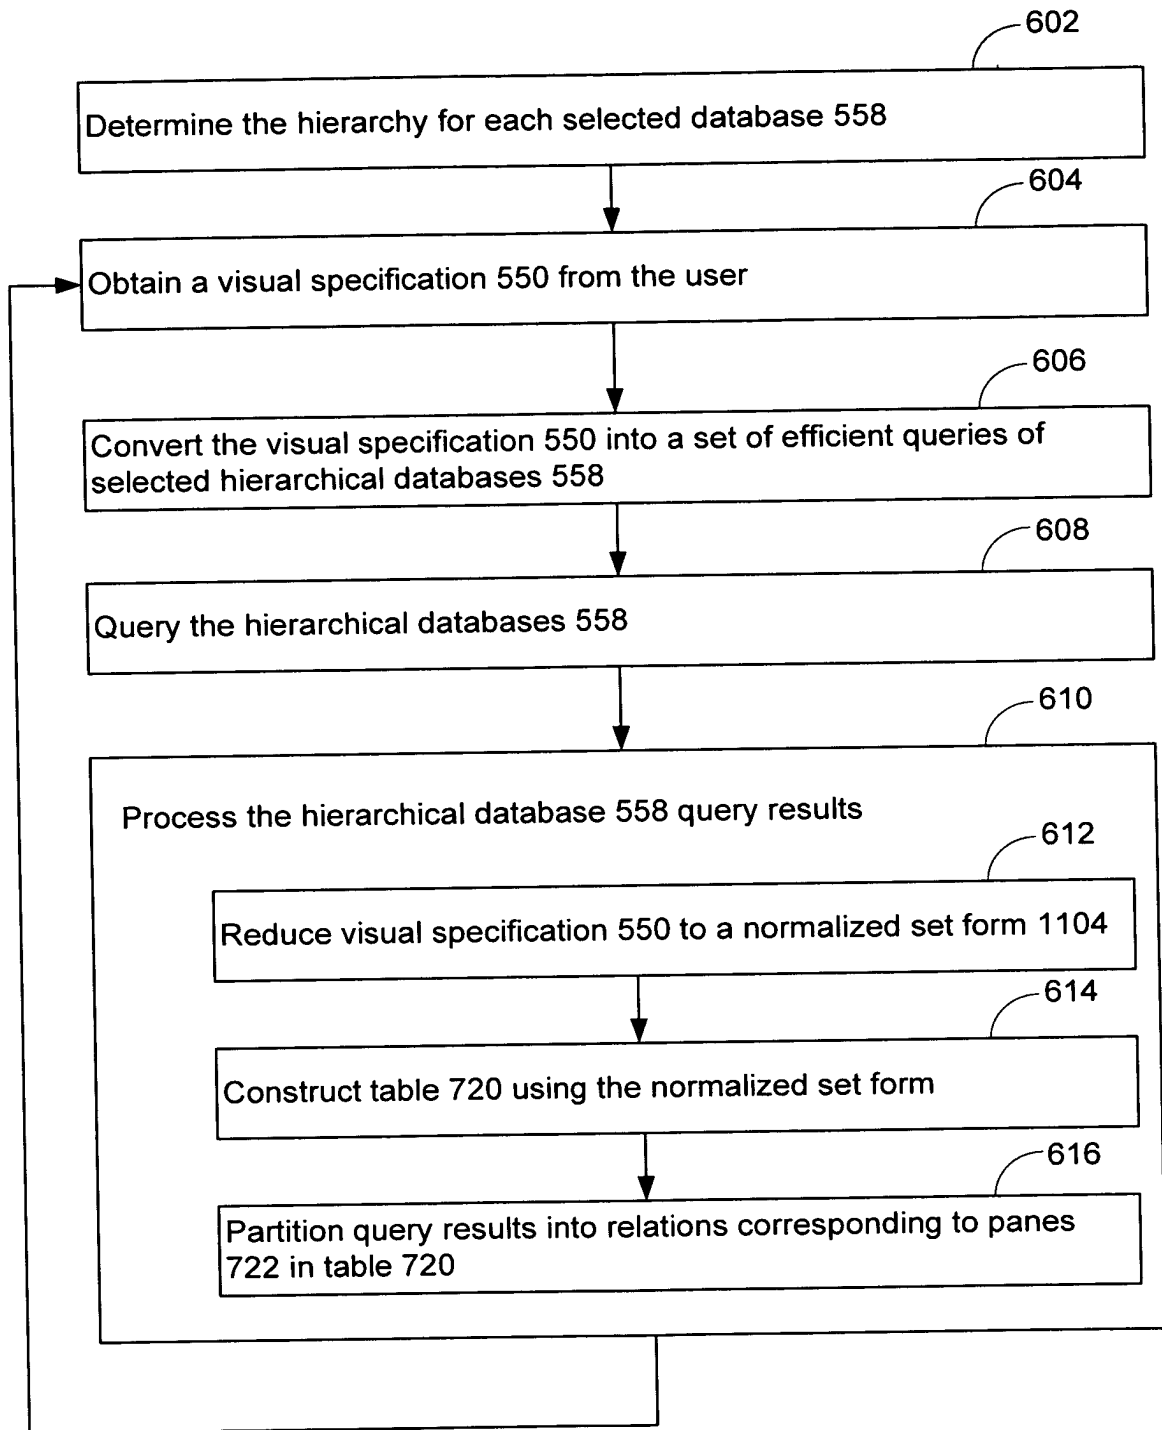 602
Determine the hierarchy for each selected database 558
604
Obtain a visual specification 550 from the user
606
Convert the visual specification 550 into a set of efficient queries of
selected hierarchical databases 558
608
Query the hierarchical databases 558
610
Process the hierarchical database 558 query results
612
Reduce visual specification 550 to a normalized set form 1104
614
Construct table 720 using the normalized set form
616
Partition query results into relations corresponding to panes
722 in table 720